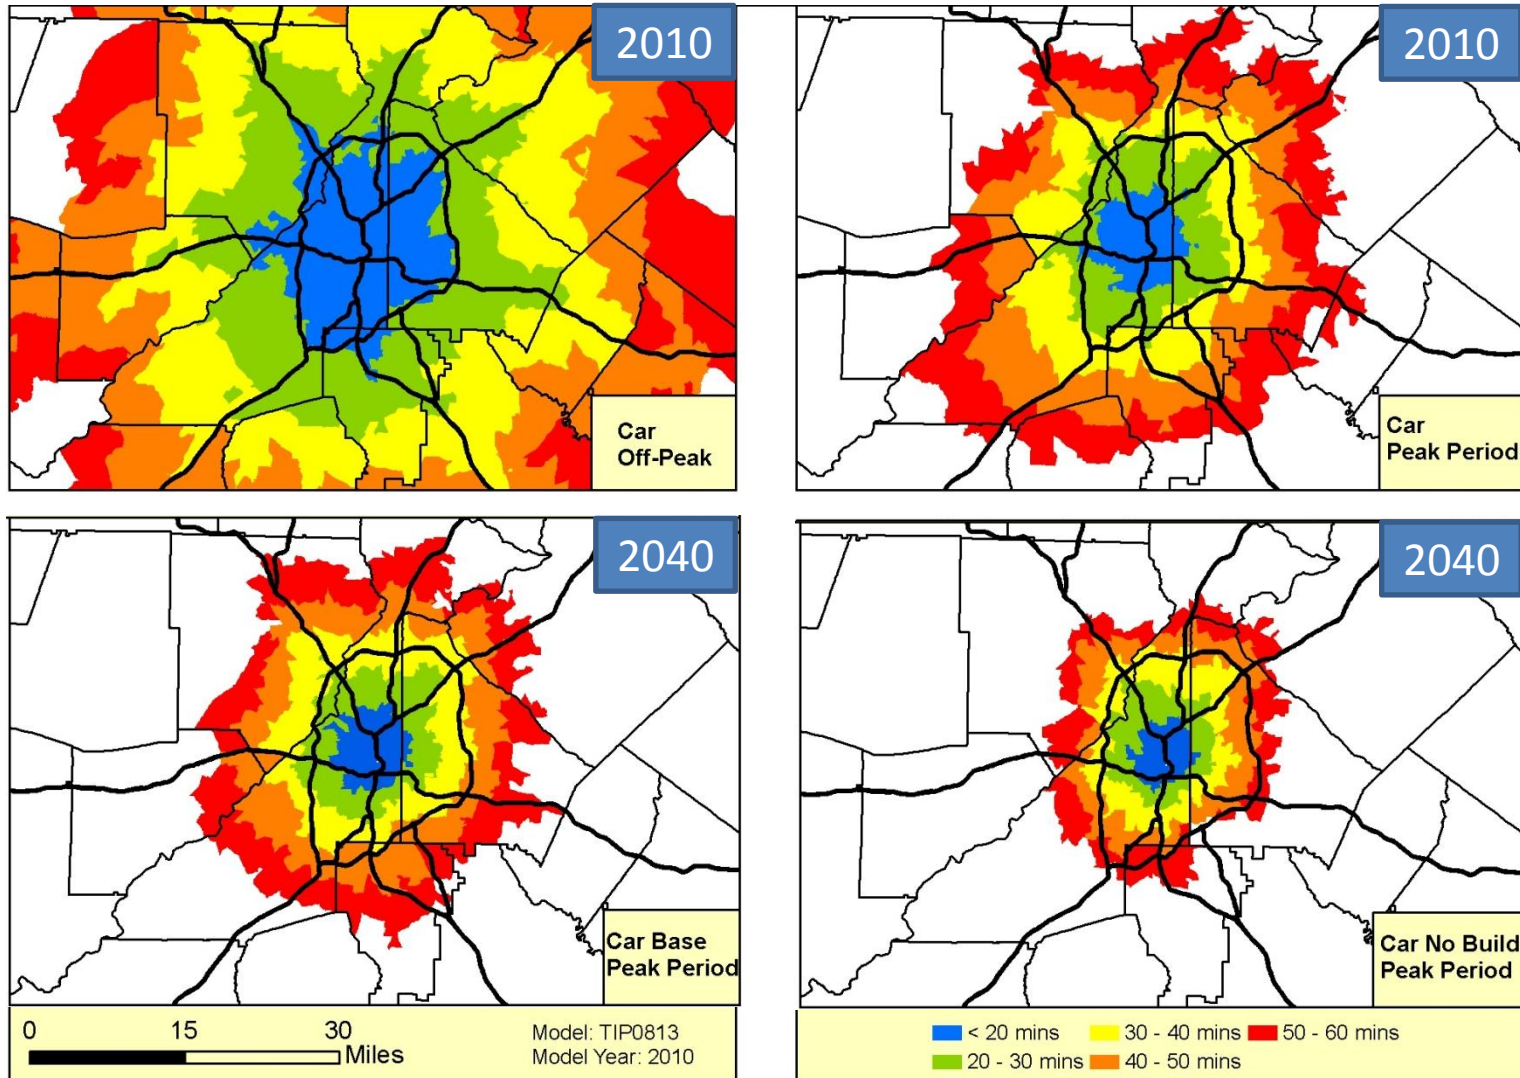 2010
Car
Off-Peak
2010
Car
Peak Period
2040
Car Base
Peak Period
2040
Car No Build
Peak Period
0 15 30
Miles
Model: TIP0813
Model Year: 2010
< 20 mins 30 - 40 mins 50 - 60 mins
20 - 30 mins 40 - 50 mins